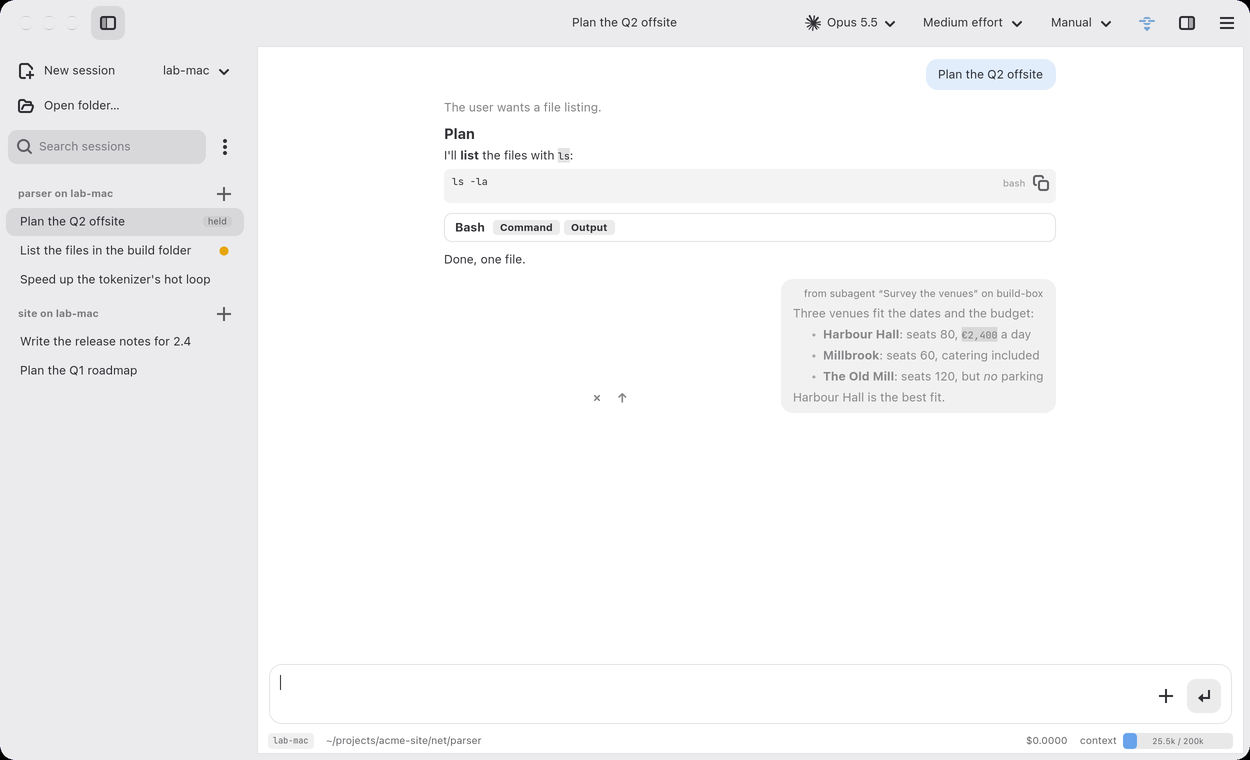 Plan the Q2 offsite
Opus 5.5
Medium effort
Manual
New session
lab-mac
Open folder...
Search sessions
parser on lab-mac
Plan the Q2 offsite
held
List the files in the build folder
Speed up the tokenizer's hot loop
site on lab-mac
Write the release notes for 2.4
Plan the Q1 roadmap
Plan the Q2 offsite
The user wants a file listing.
Plan
I'll list the files with ls:
ls -la
bash
Bash Command Output
Done, one file.
from subagent “Survey the venues” on build-box
Three venues fit the dates and the budget:
• Harbour Hall: seats 80, €2,400 a day
• Millbrook: seats 60, catering included
• The Old Mill: seats 120, but no parking
Harbour Hall is the best fit.
lab-mac
~/projects/acme-site/net/parser
$0.0000
context
25.5k / 200k